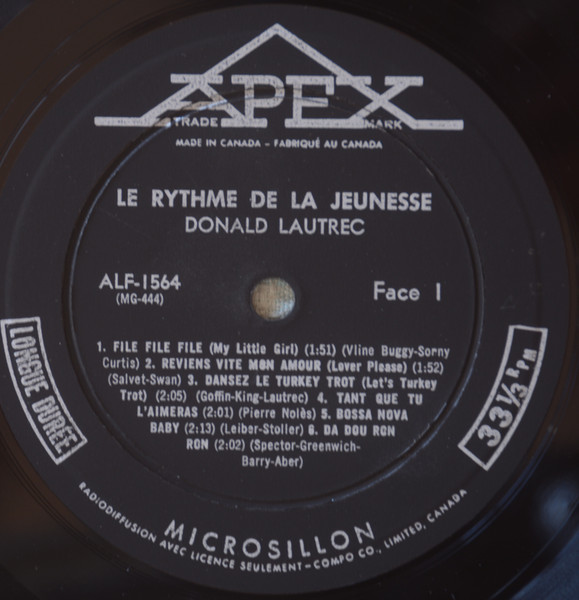 APEX
TRADE MARK
MADE IN CANADA - FABRIQUÉ AU CANADA
LE RYTHME DE LA JEUNESSE
DONALD LAUTREC
ALF-1564
(MG-444)
Face 1
1. FILE FILE FILE (My Little Girl) (1:51) (Vline Buggy-Sorny
Curtis) 2. REVIENS VITE MON AMOUR (Lover Please) (1:52)
(Salvet-Swan) 3. DANSEZ LE TURKEY TROT (Let's Turkey
Trot) (2:05) (Goffin-King-Lautrec) 4. TANT QUE TU
L'AIMERAS (2:01) (Pierre Nolès) 5. BOSSA NOVA
BABY (2:13) (Leiber-Stoller) 6. DA DOU RON
RON (2:02) (Spector-Greenwich-
Barry-Aber)
LONGUE DURÉE
33 1/3 RPM
MICROSILLON
RADIODIFFUSION AVEC LICENCE SEULEMENT-COMPO CO., LIMITED, CANADA